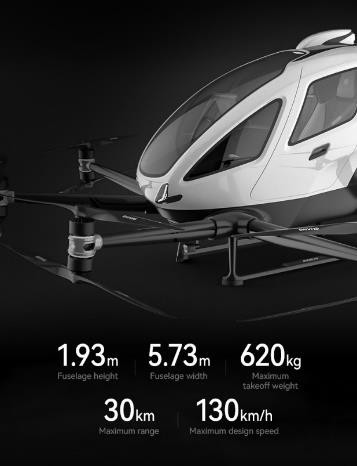 1.93m 5.73m 620kg
Fuselage height Fuselage width Maximum
takeoff weight
30km 130km/h
Maximum range Maximum design speed